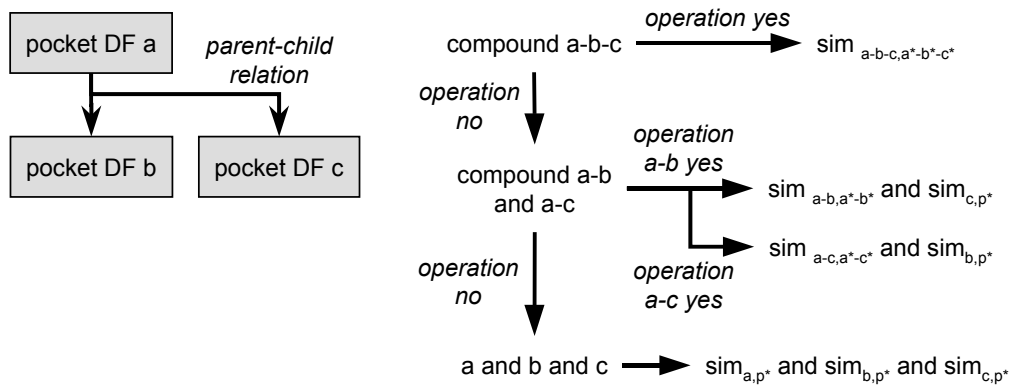 pocket DF a
parent-child
relation
pocket DF b
pocket DF c
compound a-b-c
operation yes
sim a-b-c,a*-b*-c*
operation
no
compound a-b
and a-c
operation
a-b yes
sim a-b,a*-b* and sim c,p*
sim a-c,a*-c* and sim b,p*
operation
a-c yes
operation
no
a and b and c
sim a,p* and sim b,p* and sim c,p*